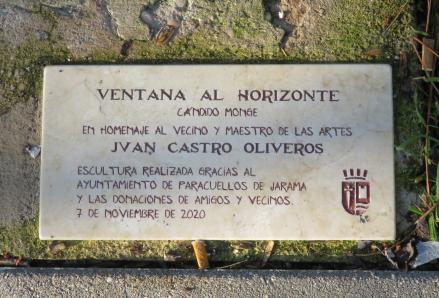 VENTANA AL HORIZONTE
CÁNDIDO MONGE
EN HOMENAJE AL VECINO Y MAESTRO DE LAS ARTES
JVAN CASTRO OLIVEROS
ESCULTURA REALIZADA GRACIAS AL
AYUNTAMIENTO DE PARACUELLOS DE JARAMA
Y LAS DONACIONES DE AMIGOS Y VECINOS.
7 DE NOVIEMBRE DE 2020